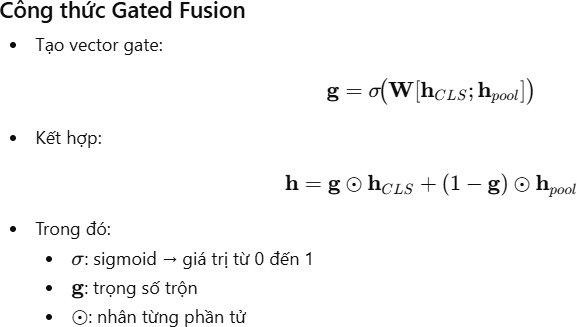 Công thức Gated Fusion
• Tạo vector gate:
g = σ(W[h_CLS; h_pool])
• Kết hợp:
h = g ⊙ h_CLS + (1 − g) ⊙ h_pool
• Trong đó:
• σ: sigmoid → giá trị từ 0 đến 1
• g: trọng số trộn
• ⊙: nhân từng phần tử